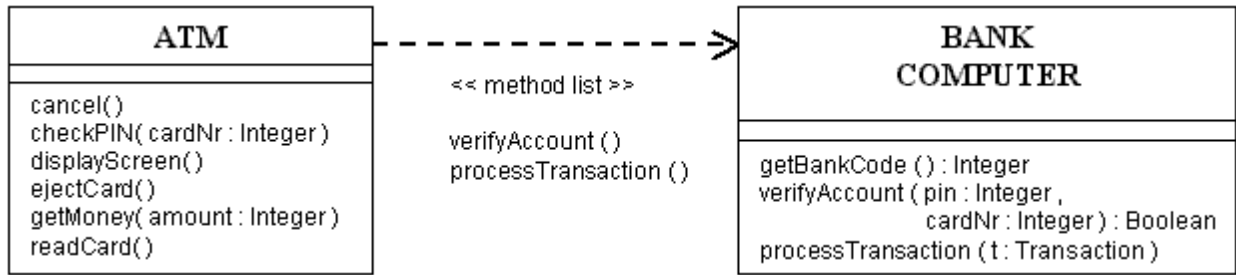 ATM
cancel()
checkPIN( cardNr : Integer )
displayScreen()
ejectCard()
getMoney( amount : Integer )
readCard()
<< method list >>
verifyAccount ( )
processTransaction ( )
BANK
COMPUTER
getBankCode ( ) : Integer
verifyAccount ( pin : Integer ,
cardNr : Integer ) : Boolean
processTransaction ( t : Transaction )